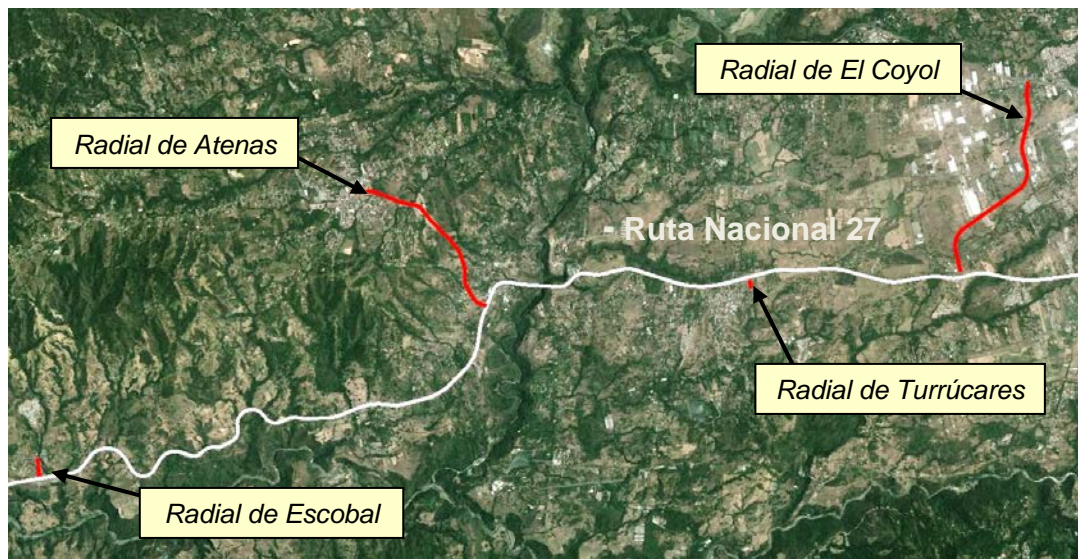 Radial de El Coyol
Radial de Atenas
- Ruta Nacional 27
Radial de Turrúcares
Radial de Escobal